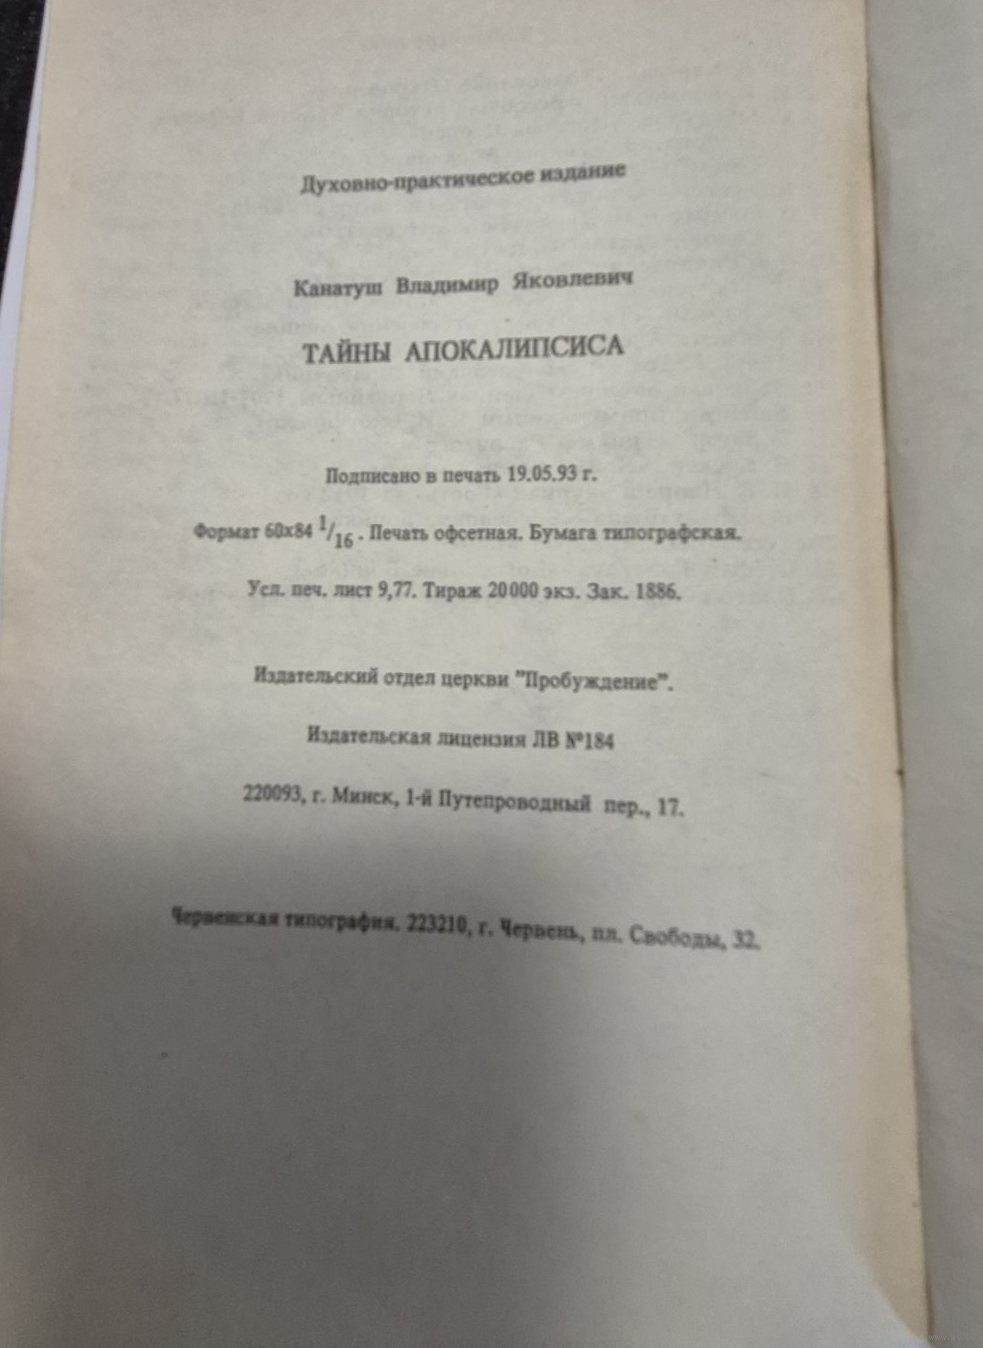 Духовно-практическое издание
Канатуш Владимир Яковлевич
ТАЙНЫ АПОКАЛИПСИСА
Подписано в печать 19.05.93 г.
Формат 60х84 1/16 . Печать офсетная. Бумага типографская.
Усл. печ. лист 9,77. Тираж 20000 экз. Зак. 1886.
Издательский отдел церкви "Пробуждение".
Издательская лицензия ЛВ №184
220093, г. Минск, 1-й Путепроводный пер., 17.
Червенская типография. 223210, г. Червень, пл. Свободы, 32.